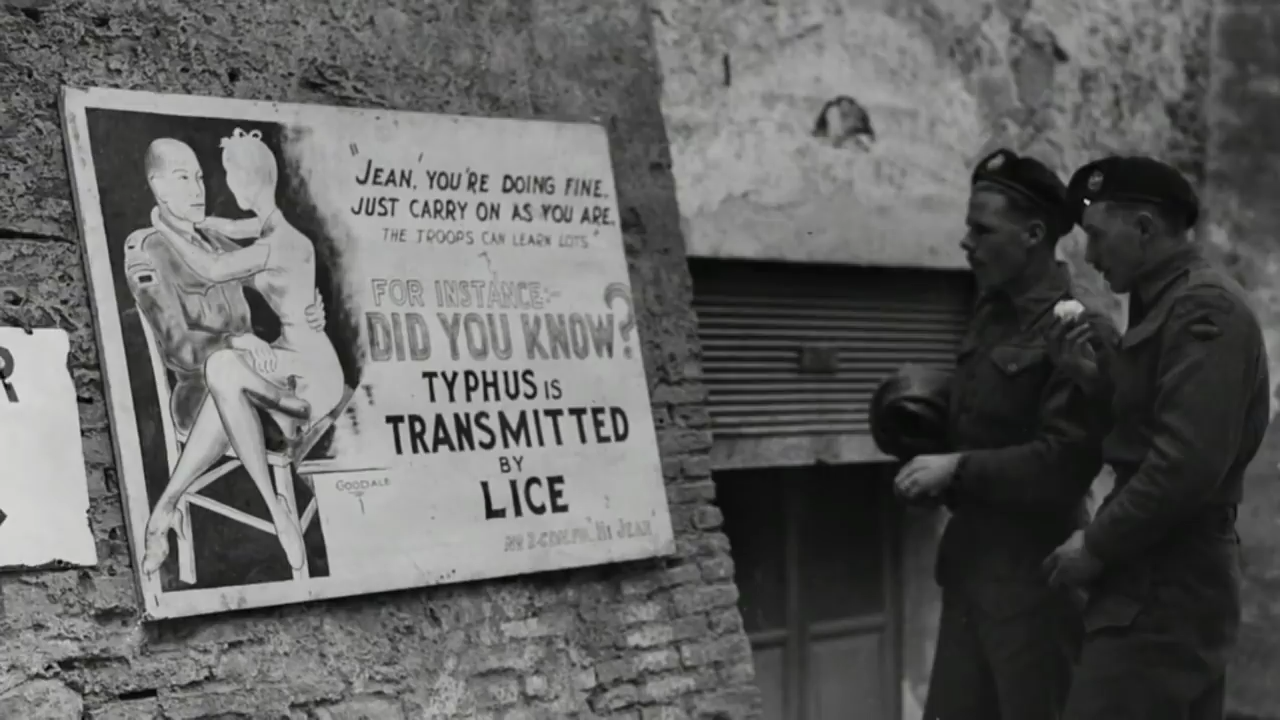 "JEAN, YOU'RE DOING FINE.
JUST CARRY ON AS YOU ARE.
THE TROOPS CAN LEARN LOTS."
FOR INSTANCE:-
DID YOU KNOW?
TYPHUS IS
TRANSMITTED
BY
LICE
GOODALE
JEAN
R